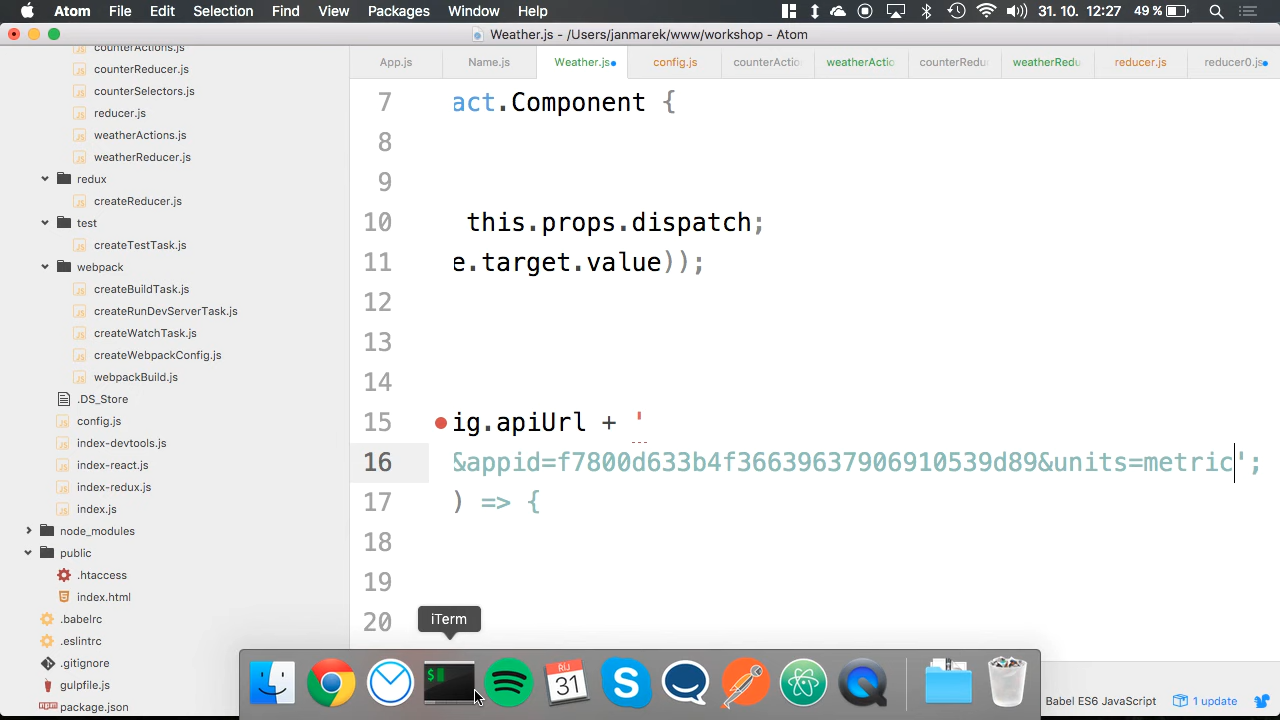 Atom File Edit Selection Find View Packages Window Help 31. 10. 12:27 49 %
Weather.js - /Users/janmarek/www/workshop - Atom
App.js Name.js Weather.js config.js counterActio weatherActio counterRedu weatherRedu reducer.js reducer0.js
counterActions.js
counterReducer.js
counterSelectors.js
reducer.js
weatherActions.js
weatherReducer.js
redux
createReducer.js
test
createTestTask.js
webpack
createBuildTask.js
createRunDevServerTask.js
createWatchTask.js
createWebpackConfig.js
webpackBuild.js
.DS_Store
config.js
index-devtools.js
index-react.js
index-redux.js
index.js
node_modules
public
.htaccess
index.html
.babelrc
.eslintrc
.gitignore
gulpfile.js
package.json
7 act.Component {
8
9
10 this.props.dispatch;
11 e.target.value));
12
13
14
15 ig.apiUrl + '
16 &appid=f7800d633b4f36639637906910539d89&units=metric';
17 ) => {
18
19
20
iTerm
$
ŘÍJ
31
Babel ES6 JavaScript 1 update